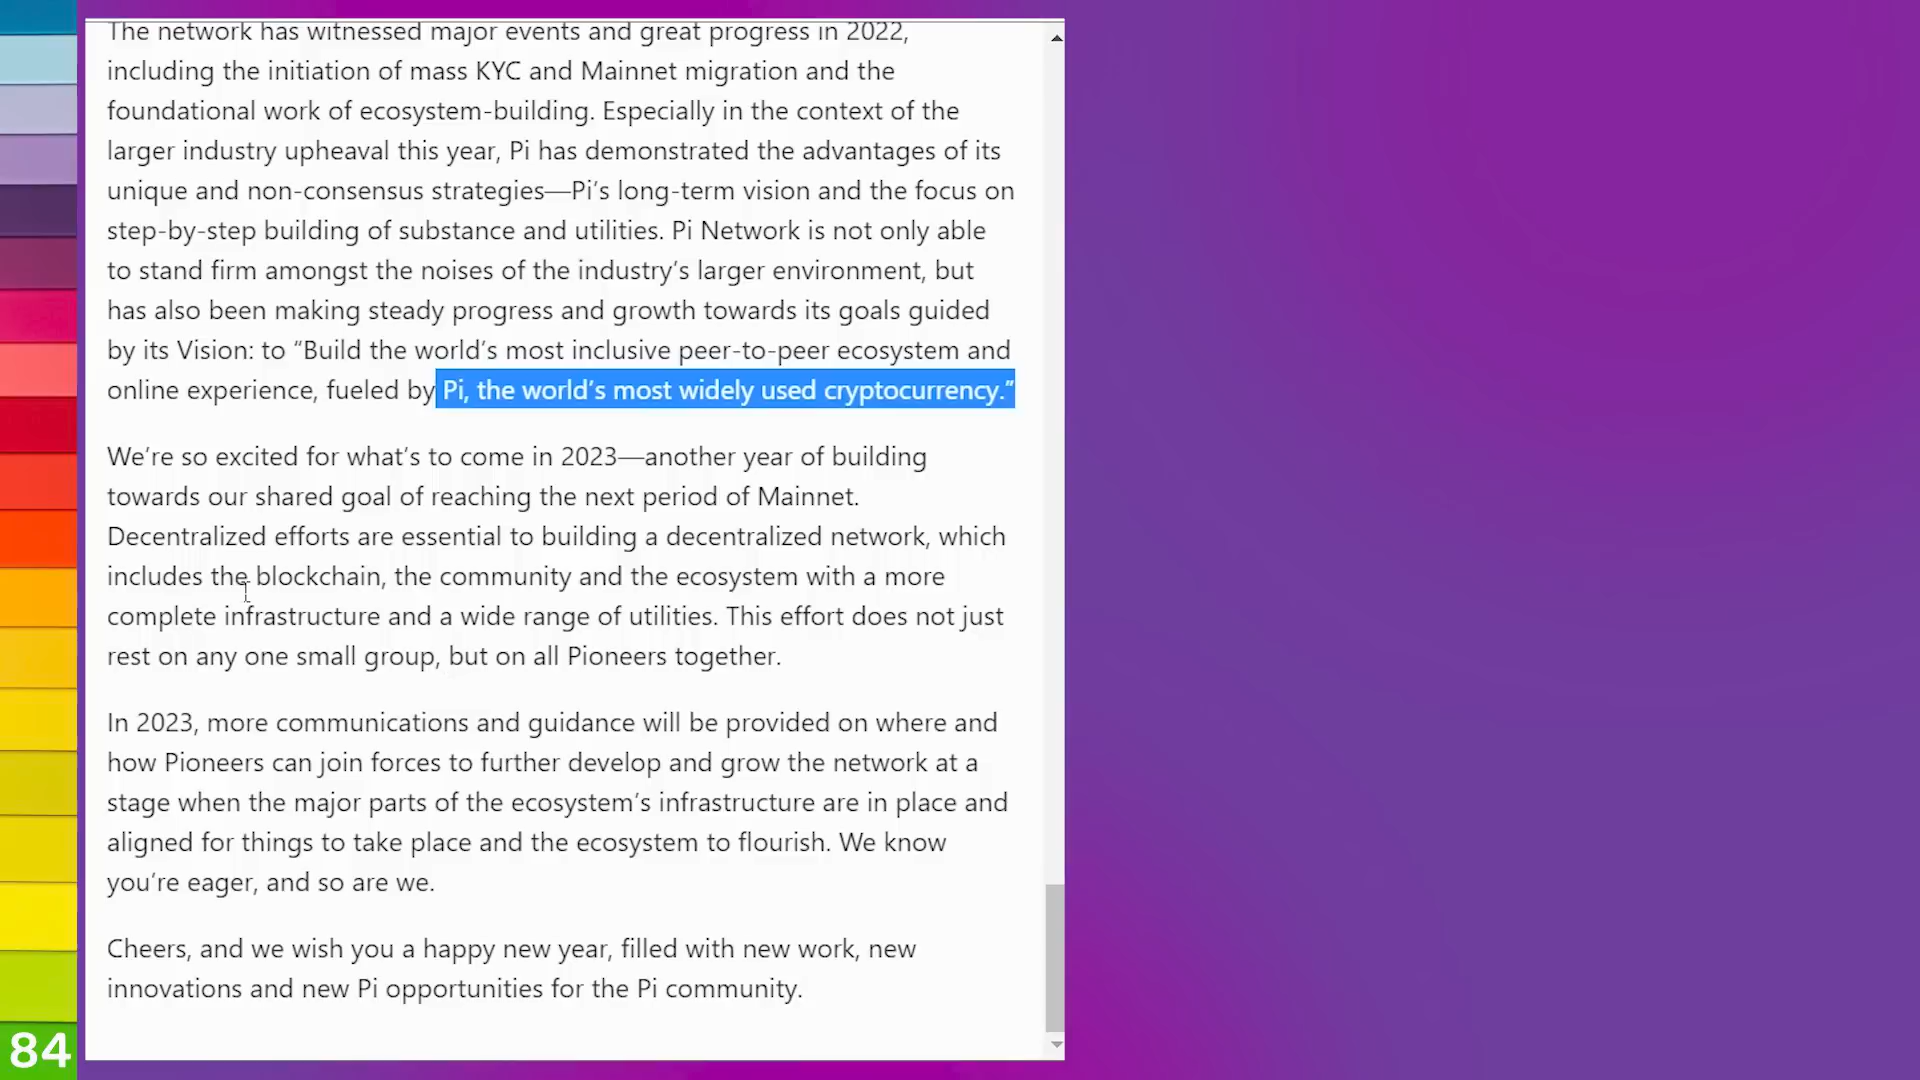 The network has witnessed major events and great progress in 2022,
including the initiation of mass KYC and Mainnet migration and the
foundational work of ecosystem-building. Especially in the context of the
larger industry upheaval this year, Pi has demonstrated the advantages of its
unique and non-consensus strategies—Pi’s long-term vision and the focus on
step-by-step building of substance and utilities. Pi Network is not only able
to stand firm amongst the noises of the industry’s larger environment, but
has also been making steady progress and growth towards its goals guided
by its Vision: to “Build the world’s most inclusive peer-to-peer ecosystem and
online experience, fueled by Pi, the world’s most widely used cryptocurrency.”
We’re so excited for what’s to come in 2023—another year of building
towards our shared goal of reaching the next period of Mainnet.
Decentralized efforts are essential to building a decentralized network, which
includes the blockchain, the community and the ecosystem with a more
complete infrastructure and a wide range of utilities. This effort does not just
rest on any one small group, but on all Pioneers together.
In 2023, more communications and guidance will be provided on where and
how Pioneers can join forces to further develop and grow the network at a
stage when the major parts of the ecosystem’s infrastructure are in place and
aligned for things to take place and the ecosystem to flourish. We know
you’re eager, and so are we.
Cheers, and we wish you a happy new year, filled with new work, new
innovations and new Pi opportunities for the Pi community.
84